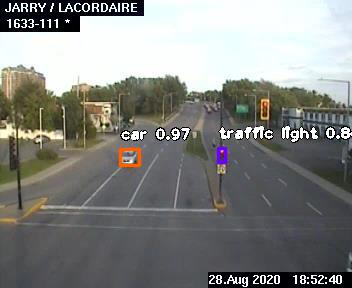 JARRY / LACORDAIRE
1633-111 *
car 0.97
traffic light 0.8
28.Aug 2020 18:52:40